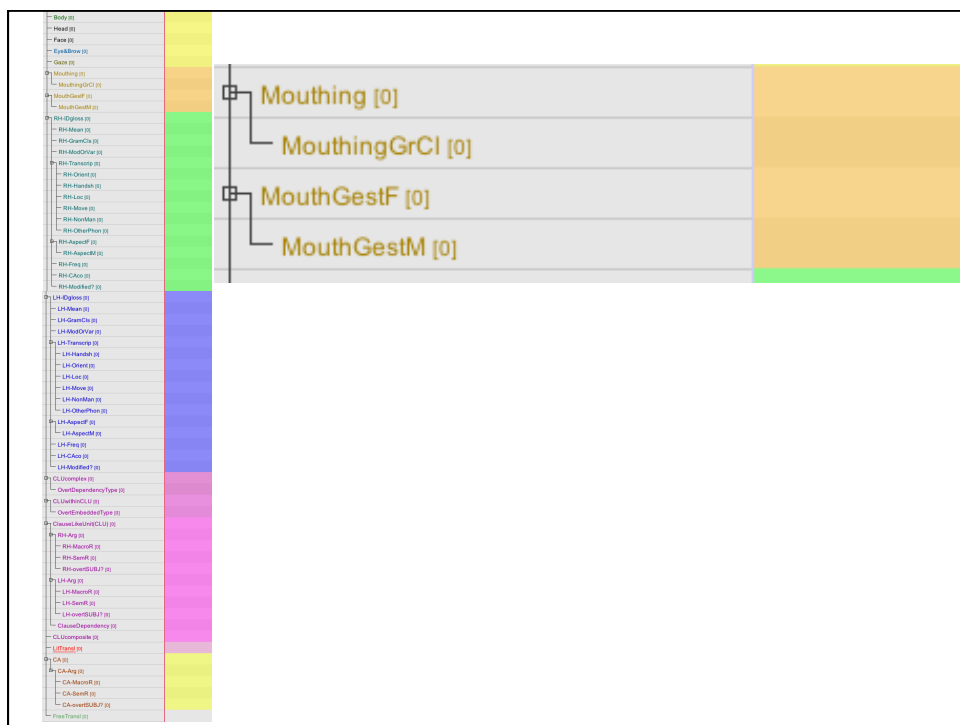 Body [0]
Head [0]
Face [0]
Eye&Brow [0]
Gaze [0]
Mouthing [0]
MouthingGrCl [0]
MouthGestF [0]
MouthGestM [0]
RH-IDgloss [0]
RH-Mean [0]
RH-GramCls [0]
RH-ModOrVar [0]
RH-Transcrip [0]
RH-Orient [0]
RH-Handsh [0]
RH-Loc [0]
RH-Move [0]
RH-NonMan [0]
RH-OtherPhon [0]
RH-AspectF [0]
RH-AspectM [0]
RH-Freq [0]
RH-CAco [0]
RH-Modified? [0]
LH-IDgloss [0]
LH-Mean [0]
LH-GramCls [0]
LH-ModOrVar [0]
LH-Transcrip [0]
LH-Handsh [0]
LH-Orient [0]
LH-Loc [0]
LH-Move [0]
LH-NonMan [0]
LH-OtherPhon [0]
LH-AspectF [0]
LH-AspectM [0]
LH-Freq [0]
LH-CAco [0]
LH-Modified? [0]
CLUcomplex [0]
OvertDependencyType [0]
CLUwithinCLU [0]
OvertEmbeddedType [0]
ClauseLikeUnit(CLU) [0]
RH-Arg [0]
RH-MacroR [0]
RH-SemR [0]
RH-overtSUBJ? [0]
LH-Arg [0]
LH-MacroR [0]
LH-SemR [0]
LH-overtSUBJ? [0]
ClauseDependency [0]
CLUcomposite [0]
LitTransl [0]
CA [0]
CA-Arg [0]
CA-MacroR [0]
CA-SemR [0]
CA-overtSUBJ? [0]
FreeTransl [0]
Mouthing [0]
MouthingGrCl [0]
MouthGestF [0]
MouthGestM [0]